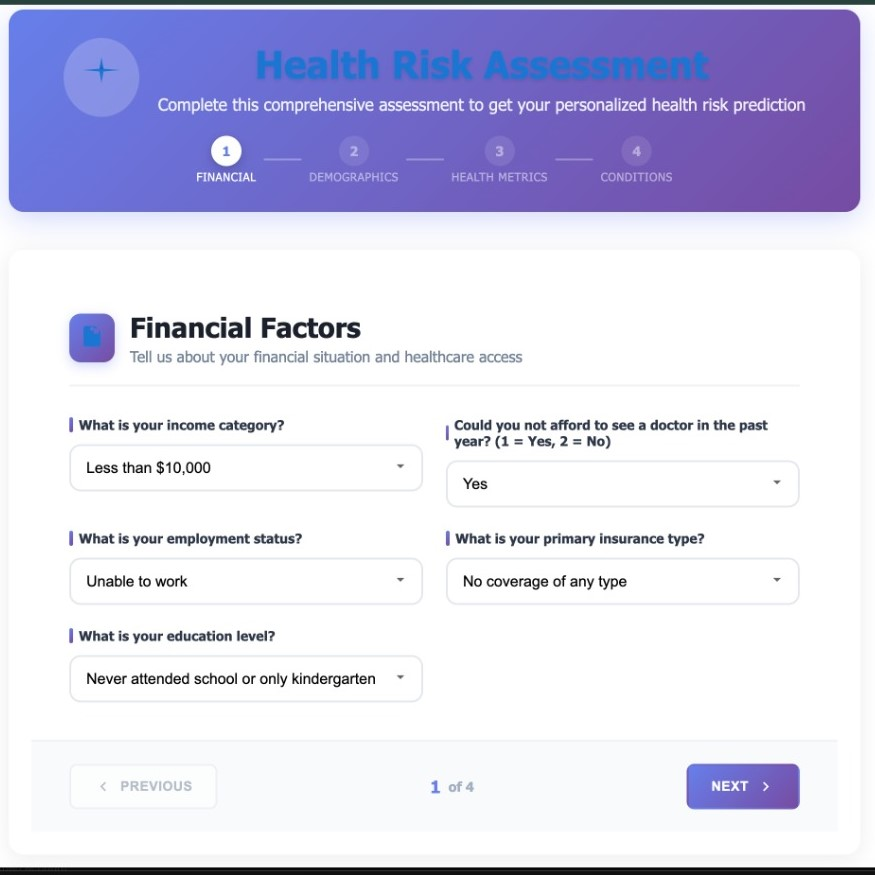 Health Risk Assessment
Complete this comprehensive assessment to get your personalized health risk prediction
1
2
3
4
FINANCIAL
DEMOGRAPHICS
HEALTH METRICS
CONDITIONS
Financial Factors
Tell us about your financial situation and healthcare access
What is your income category?
Less than $10,000
Could you not afford to see a doctor in the past
year? (1 = Yes, 2 = No)
Yes
What is your employment status?
Unable to work
What is your primary insurance type?
No coverage of any type
What is your education level?
Never attended school or only kindergarten
PREVIOUS
1 of 4
NEXT